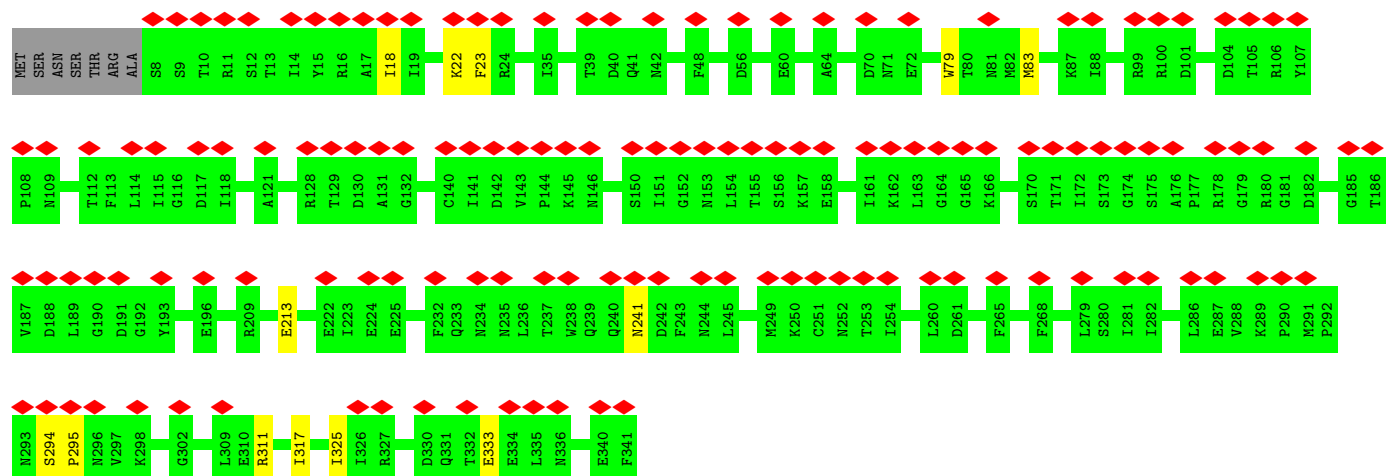 MET SER ASN SER THR ARG ALA S8 S9 T10 R11 S12 T13 I14 Y15 R16 A17 I18 I19 K22 F23 R24 I35 T39 D40 Q41 N42 F48 D56 E60 A64 D70 N71 E72 W79 T80 N81 M82 M83 K87 I88 R99 R100 D101 D104 T105 R106 Y107
P108 N109 T112 F113 L114 I115 G116 D117 I118 A121 R128 T129 D130 A131 G132 C140 I141 D142 V143 P144 K145 N146 S150 I151 G152 N153 L154 T155 S156 K157 E158 I161 K162 L163 G164 G165 K166 S170 T171 I172 S173 G174 S175 A176 P177 R178 G179 R180 G181 D182 G185 T186
V187 D188 L189 G190 D191 G192 Y193 E196 R209 E213 E222 I223 E224 E225 F232 Q233 N234 N235 L236 T237 W238 Q239 Q240 N241 D242 F243 N244 L245 M249 K250 C251 N252 T253 I254 L260 D261 F265 F268 L279 S280 I281 I282 L286 E287 V288 K289 P290 M291 P292
N293 S294 P295 N296 V297 K298 G302 L309 E310 R311 I317 I325 I326 R327 D330 Q331 T332 E333 E334 L335 N336 E340 F341